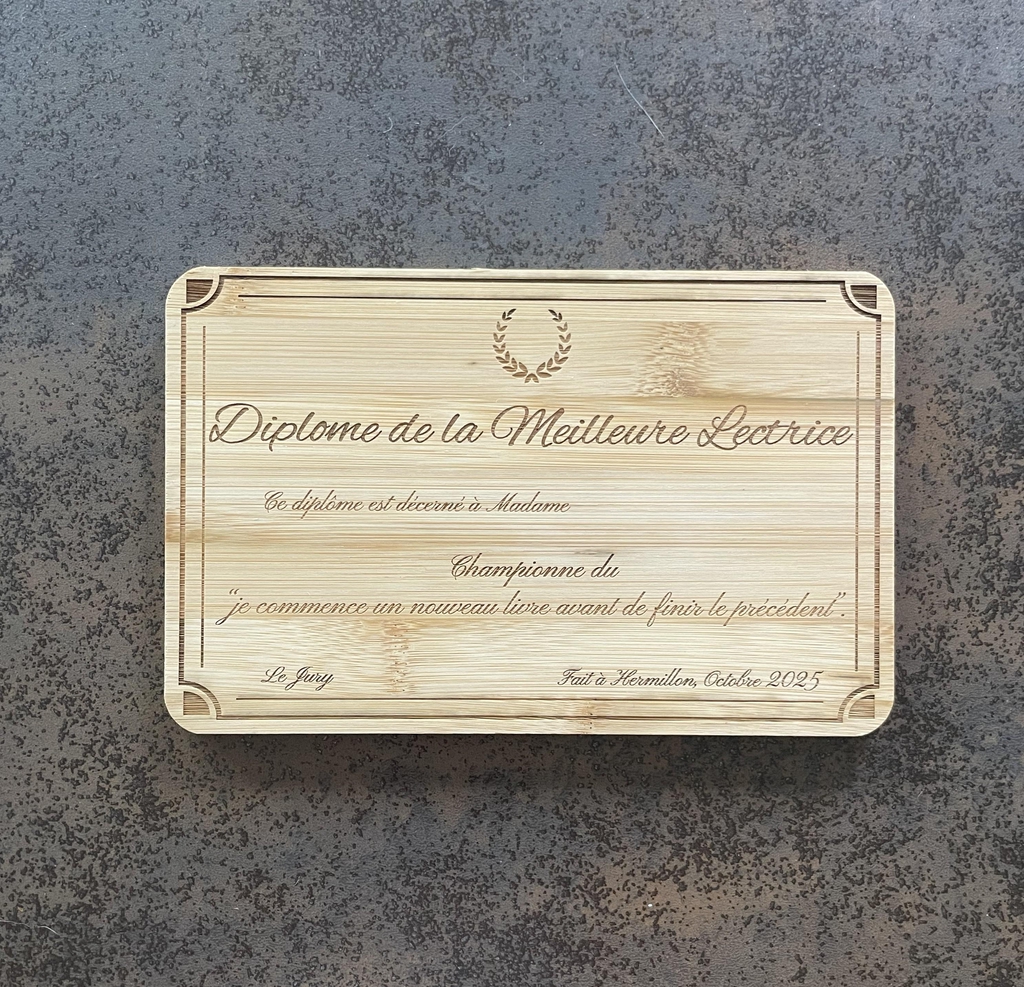 Diplome de la Meilleure Lectrice
Ce diplôme est décerné à Madame
Championne du
“je commence un nouveau livre avant de finir le précédent”.
Le Jury
Fait à Hermillon, Octobre 2025